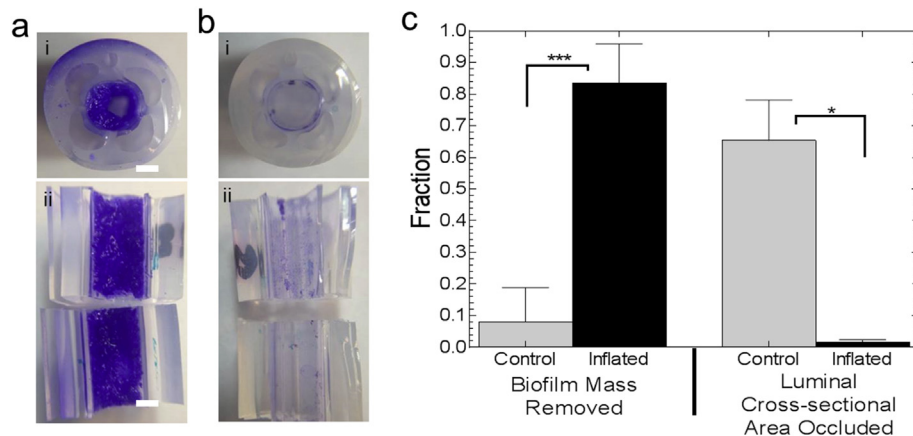 a
i
ii
b
i
ii
c
Fraction
1.0
0.9
0.8
0.7
0.6
0.5
0.4
0.3
0.2
0.1
0.0
***
*
Control Inflated Control Inflated
Biofilm Mass
Removed
Luminal
Cross-sectional
Area Occluded